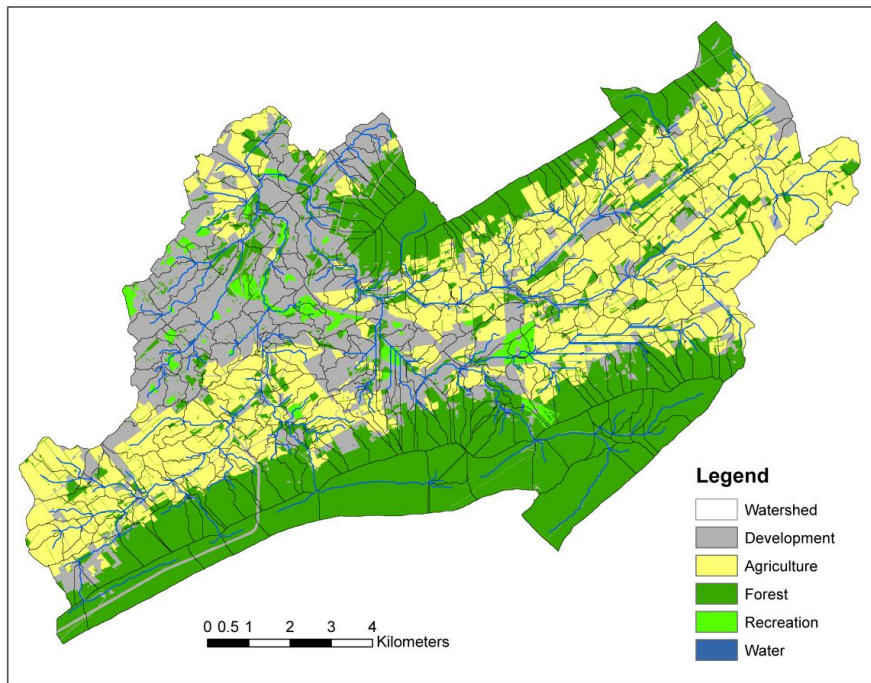 Legend
Watershed
Development
Agriculture
Forest
Recreation
Water
0 0.5 1 2 3 4
Kilometers